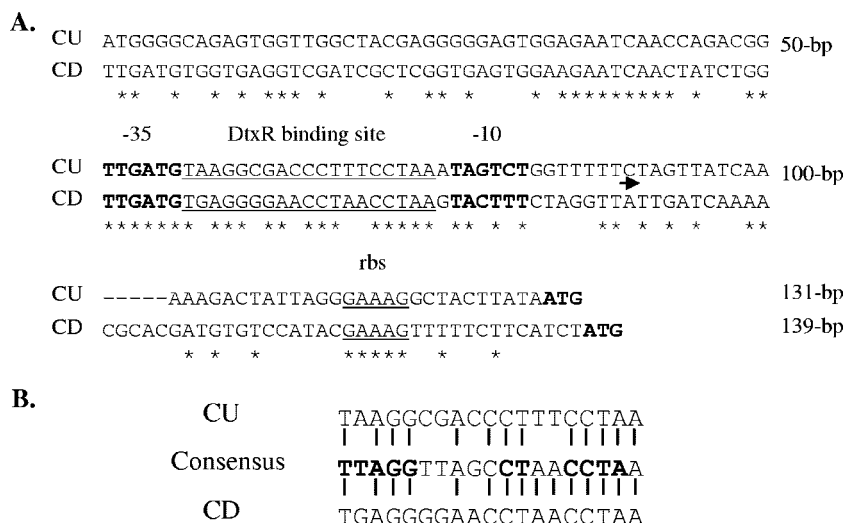 A.
CU ATGGGGCAGAGTGGTTGGCTACGAGGGGGAGTGGAGAATCAACCAGACGG 50-bp
CD TTGATGTGGTGAGGTCGATCGCTCGGTGAGTGGAAGAATCAACTATCTGG
** * * * *** * * ** * * ******* * **
-35 DtxR binding site -10
CU TTGATGTAAGGCGACCCTTTCCTAAATAGTCTGGTTTTTCTAGTTATCAA 100-bp
CD TTGATGTGAGGGGAACCTAACCTAAGTACTTTCTAGGTTATTGATCAAAA
******* *** ** *** ***** ** * * ** * * **
rbs
CU -----AAAGACTATTAGGGAAAGGCTACTTATAATG 131-bp
CD CGCACGATGTGTCCATACGAAAGTTTTTCTTCATCTATG 139-bp
* * * ***** * *
B.
CU TAAGGCGACCCTTTCCTAA
Consensus TTAGGTTAGCCTAACCTAA
CD TGAGGGGAACCTAACCTAA